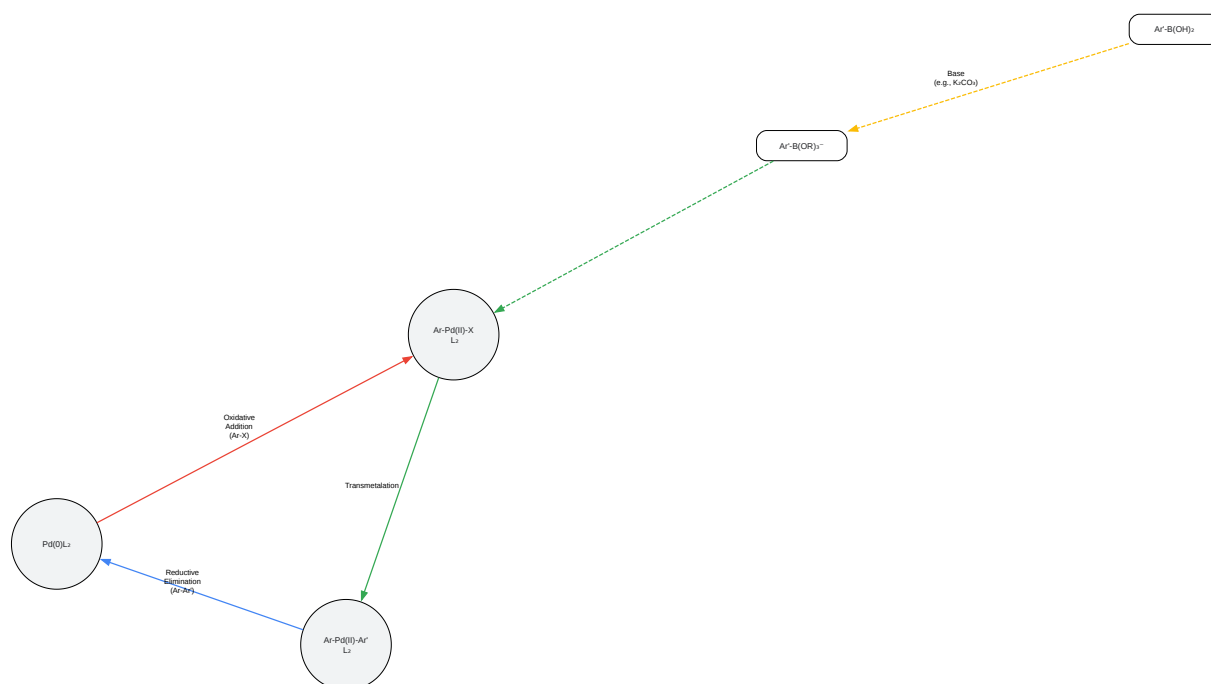 Ar'-B(OH)₂
Base
(e.g., K₂CO₃)
Ar'-B(OR)₃⁻
Ar-Pd(II)-X
L₂
Oxidative
Addition
(Ar-X)
Transmetalation
Pd(0)L₂
Reductive
Elimination
(Ar-Ar')
Ar-Pd(II)-Ar'
L₂